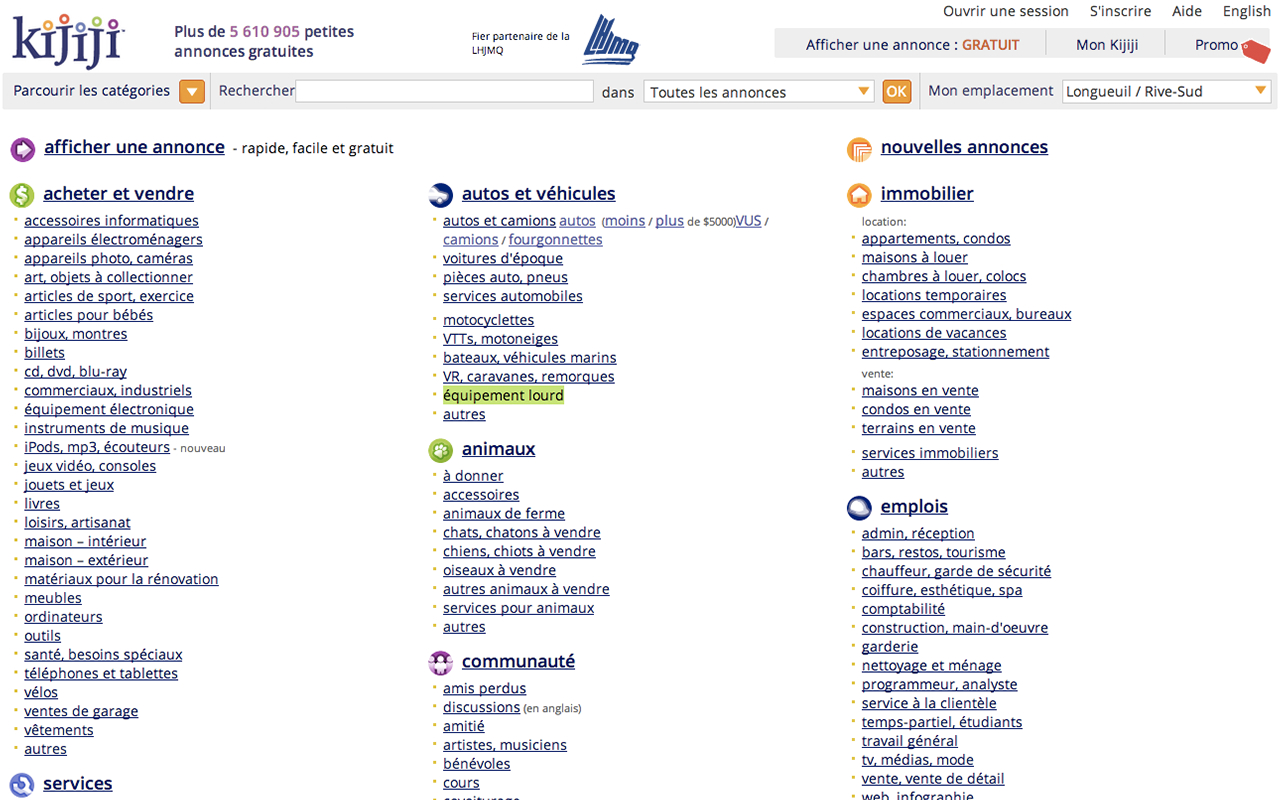 Ouvrir une session S'inscrire Aide English
kijiji
Plus de 5 610 905 petites
annonces gratuites
Fier partenaire de la
LHJMQ
LHJmq
Afficher une annonce : GRATUIT Mon Kijiji Promo
Parcourir les catégories Rechercher dans Toutes les annonces OK Mon emplacement Longueuil / Rive-Sud
afficher une annonce - rapide, facile et gratuit
acheter et vendre
accessoires informatiques
appareils électroménagers
appareils photo, caméras
art, objets à collectionner
articles de sport, exercice
articles pour bébés
bijoux, montres
billets
cd, dvd, blu-ray
commerciaux, industriels
équipement électronique
instruments de musique
iPods, mp3, écouteurs - nouveau
jeux vidéo, consoles
jouets et jeux
livres
loisirs, artisanat
maison – intérieur
maison – extérieur
matériaux pour la rénovation
meubles
ordinateurs
outils
santé, besoins spéciaux
téléphones et tablettes
vélos
ventes de garage
vêtements
autres
services
autos et véhicules
autos et camions autos (moins / plus de $5000)VUS /
camions / fourgonnettes
voitures d'époque
pièces auto, pneus
services automobiles
motocyclettes
VTTs, motoneiges
bateaux, véhicules marins
VR, caravanes, remorques
équipement lourd
autres
animaux
à donner
accessoires
animaux de ferme
chats, chatons à vendre
chiens, chiots à vendre
oiseaux à vendre
autres animaux à vendre
services pour animaux
autres
communauté
amis perdus
discussions (en anglais)
amitié
artistes, musiciens
bénévoles
cours
covoiturage
nouvelles annonces
immobilier
location:
appartements, condos
maisons à louer
chambres à louer, colocs
locations temporaires
espaces commerciaux, bureaux
locations de vacances
entreposage, stationnement
vente:
maisons en vente
condos en vente
terrains en vente
services immobiliers
autres
emplois
admin, réception
bars, restos, tourisme
chauffeur, garde de sécurité
coiffure, esthétique, spa
comptabilité
construction, main-d'oeuvre
garderie
nettoyage et ménage
programmeur, analyste
service à la clientèle
temps-partiel, étudiants
travail général
tv, médias, mode
vente, vente de détail
web, infographie